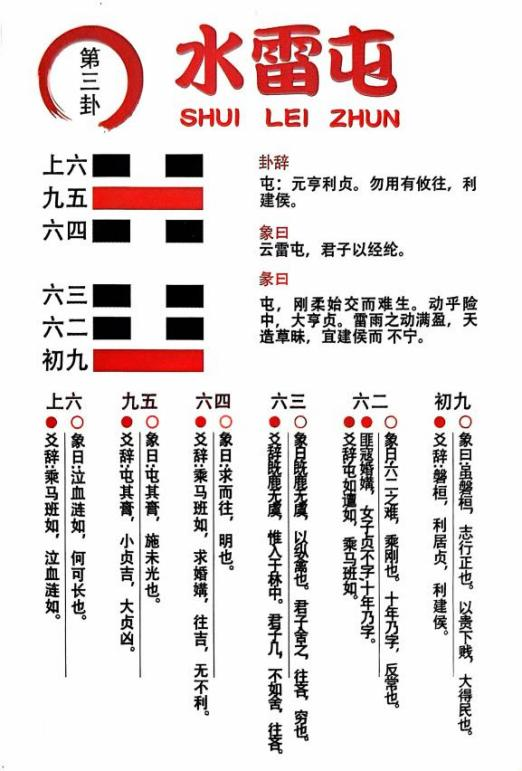 第三卦
水雷屯
SHUI LEI ZHUN
上六
九五
六四
六三
六二
初九
卦辞
屯：元亨利贞。勿用有攸往，利
建侯。
象曰
云雷屯，君子以经纶。
彖曰
屯，刚柔始交而难生。动乎险
中，大亨贞。雷雨之动满盈，天
造草昧，宜建侯而 不宁。
初九
象曰:虽磐桓，志行正也。以贵下贱，大得民也。
爻辞:磐桓，利居贞，利建侯。
六二
象日:六二之难，乘刚也。十年乃字，反常也。
匪寇婚媾，女子贞不字;十年乃字。
爻辞:屯如遭如，乘马班如。
六三
象日:既鹿无虞，以纵禽也。君子舍之，往吝，穷也。
爻辞:既鹿无虞，惟入于林中。君子几，不如舍，往吝。
六四
象日:求而往，明也。
爻辞:乘马班如，求婚媾，往吉，无不利。
九五
象日:屯其膏，施未光也。
爻辞:屯其膏，小贞吉，大贞凶。
上六
象日:泣血涟如，何可长也。
爻辞:乘马班如，泣血涟如。